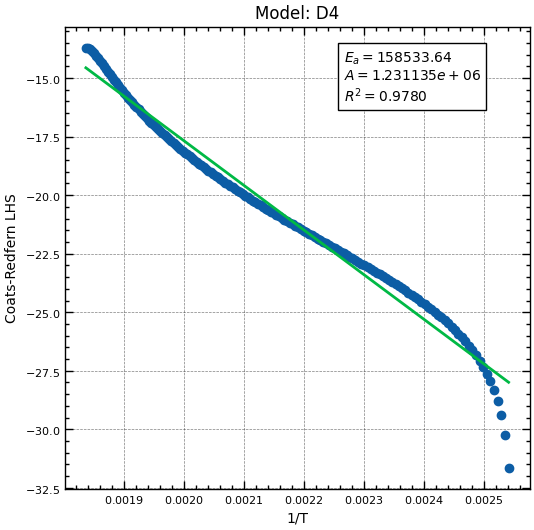 Model: D4
E_a = 158533.64
A = 1.231135e + 06
R² = 0.9780
Coats-Redfern LHS
−15.0
−17.5
−20.0
−22.5
−25.0
−27.5
−30.0
−32.5
0.0019 0.0020 0.0021 0.0022 0.0023 0.0024 0.0025
1/T